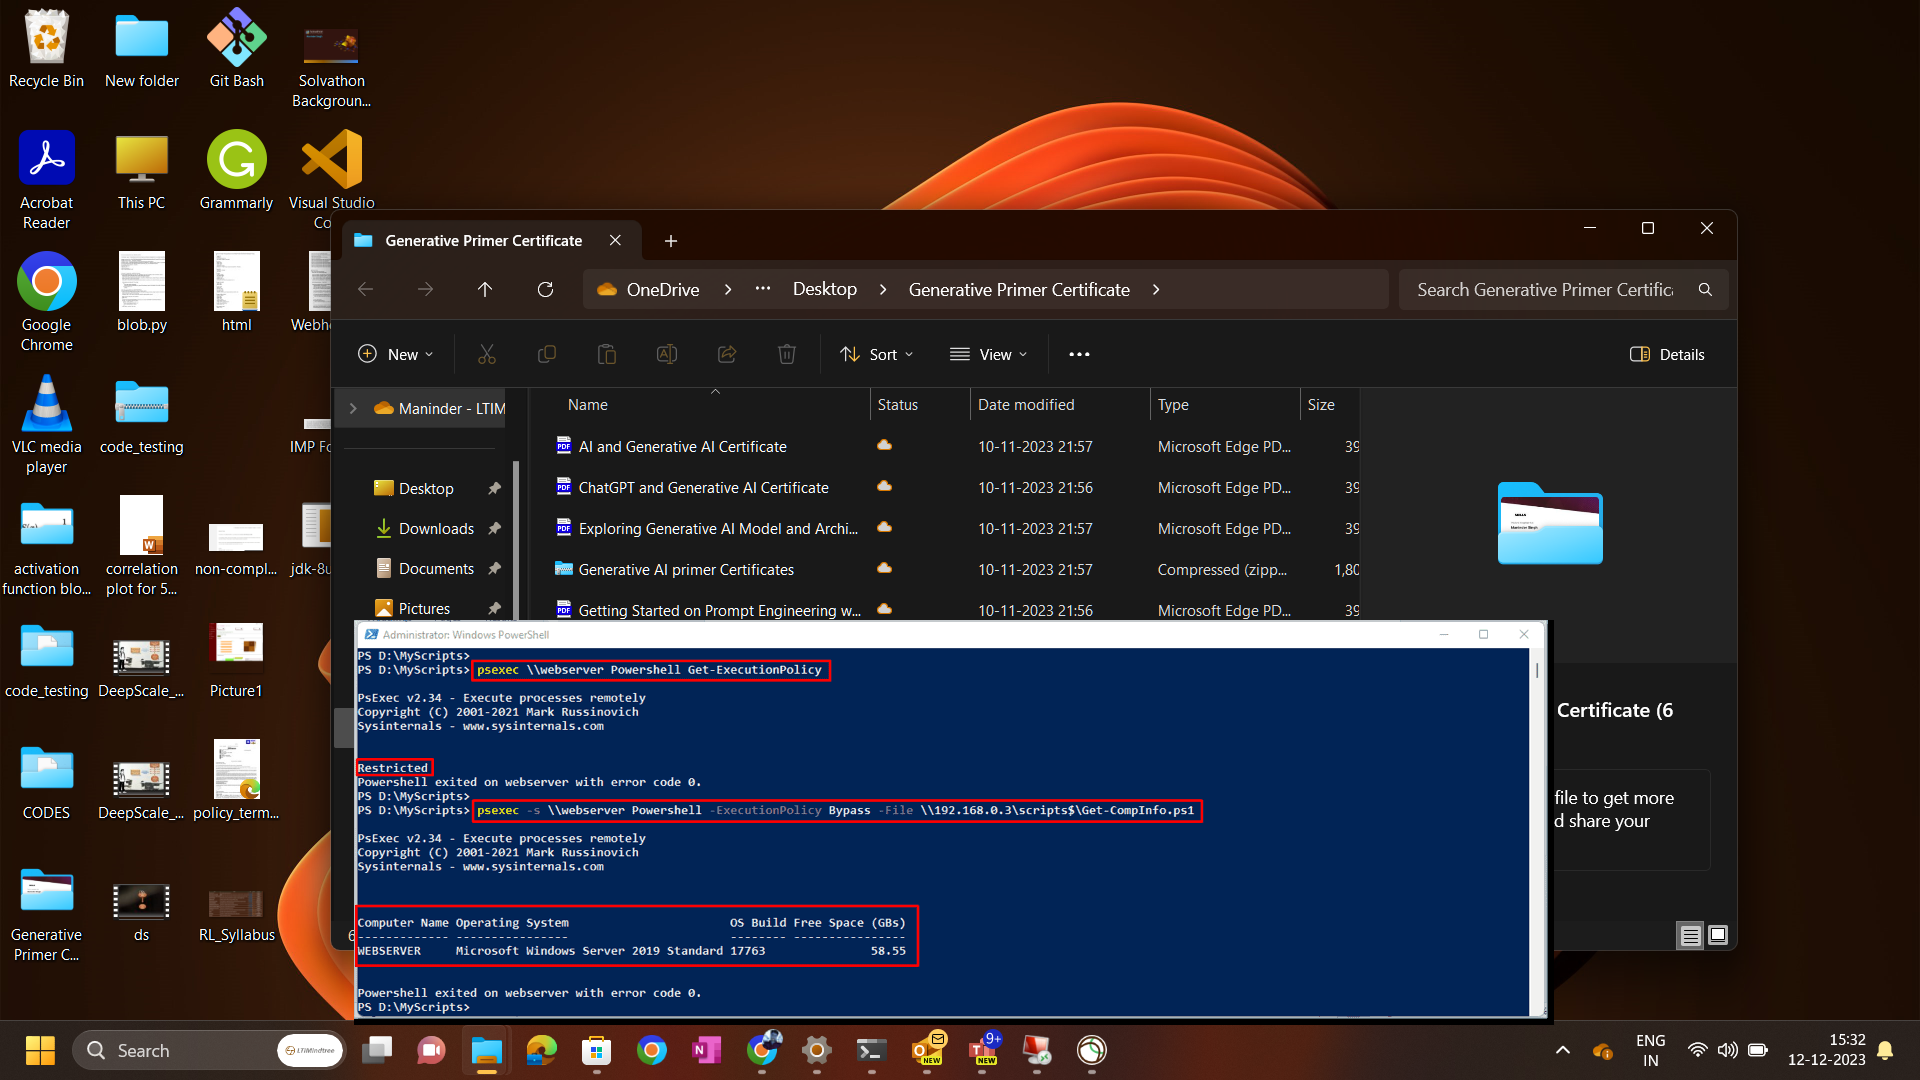 Recycle Bin
New folder
Git Bash
Solvathon
Backgroun...
Acrobat
Reader
This PC
Grammarly
Visual Studio
Co
Google
Chrome
blob.py
html
Webh
VLC media
player
code_testing
IMP Fo
activation
function blo...
correlation
plot for 5...
non-compl...
jdk-8u
code_testing
DeepScale_...
Picture1
CODES
DeepScale_...
policy_term...
Generative
Primer C...
ds
RL_Syllabus
Generative Primer Certificate
OneDrive
Desktop
Generative Primer Certificate
Search Generative Primer Certific
New
Sort
View
Details
Maninder - LTIM
Desktop
Downloads
Documents
Pictures
Name Status Date modified Type Size
AI and Generative AI Certificate 10-11-2023 21:57 Microsoft Edge PD... 39
ChatGPT and Generative AI Certificate 10-11-2023 21:56 Microsoft Edge PD... 39
Exploring Generative AI Model and Archi... 10-11-2023 21:57 Microsoft Edge PD... 39
Generative AI primer Certificates 10-11-2023 21:57 Compressed (zipp... 1,80
Getting Started on Prompt Engineering w... 10-11-2023 21:56 Microsoft Edge PD... 39
Certificate (6
file to get more
d share your
Administrator: Windows PowerShell
PS D:\MyScripts>
PS D:\MyScripts> psexec \\webserver Powershell Get-ExecutionPolicy
PsExec v2.34 - Execute processes remotely
Copyright (C) 2001-2021 Mark Russinovich
Sysinternals - www.sysinternals.com
Restricted
Powershell exited on webserver with error code 0.
PS D:\MyScripts>
PS D:\MyScripts> psexec -s \\webserver Powershell -ExecutionPolicy Bypass -File \\192.168.0.3\scripts$\Get-CompInfo.ps1
PsExec v2.34 - Execute processes remotely
Copyright (C) 2001-2021 Mark Russinovich
Sysinternals - www.sysinternals.com
Computer Name Operating System OS Build Free Space (GBs)
------------- ---------------- -------- ----------------
WEBSERVER Microsoft Windows Server 2019 Standard 17763 58.55
Powershell exited on webserver with error code 0.
PS D:\MyScripts>
Search
LTIMindtree
NEW
9+
NEW
ENG
IN
15:32
12-12-2023